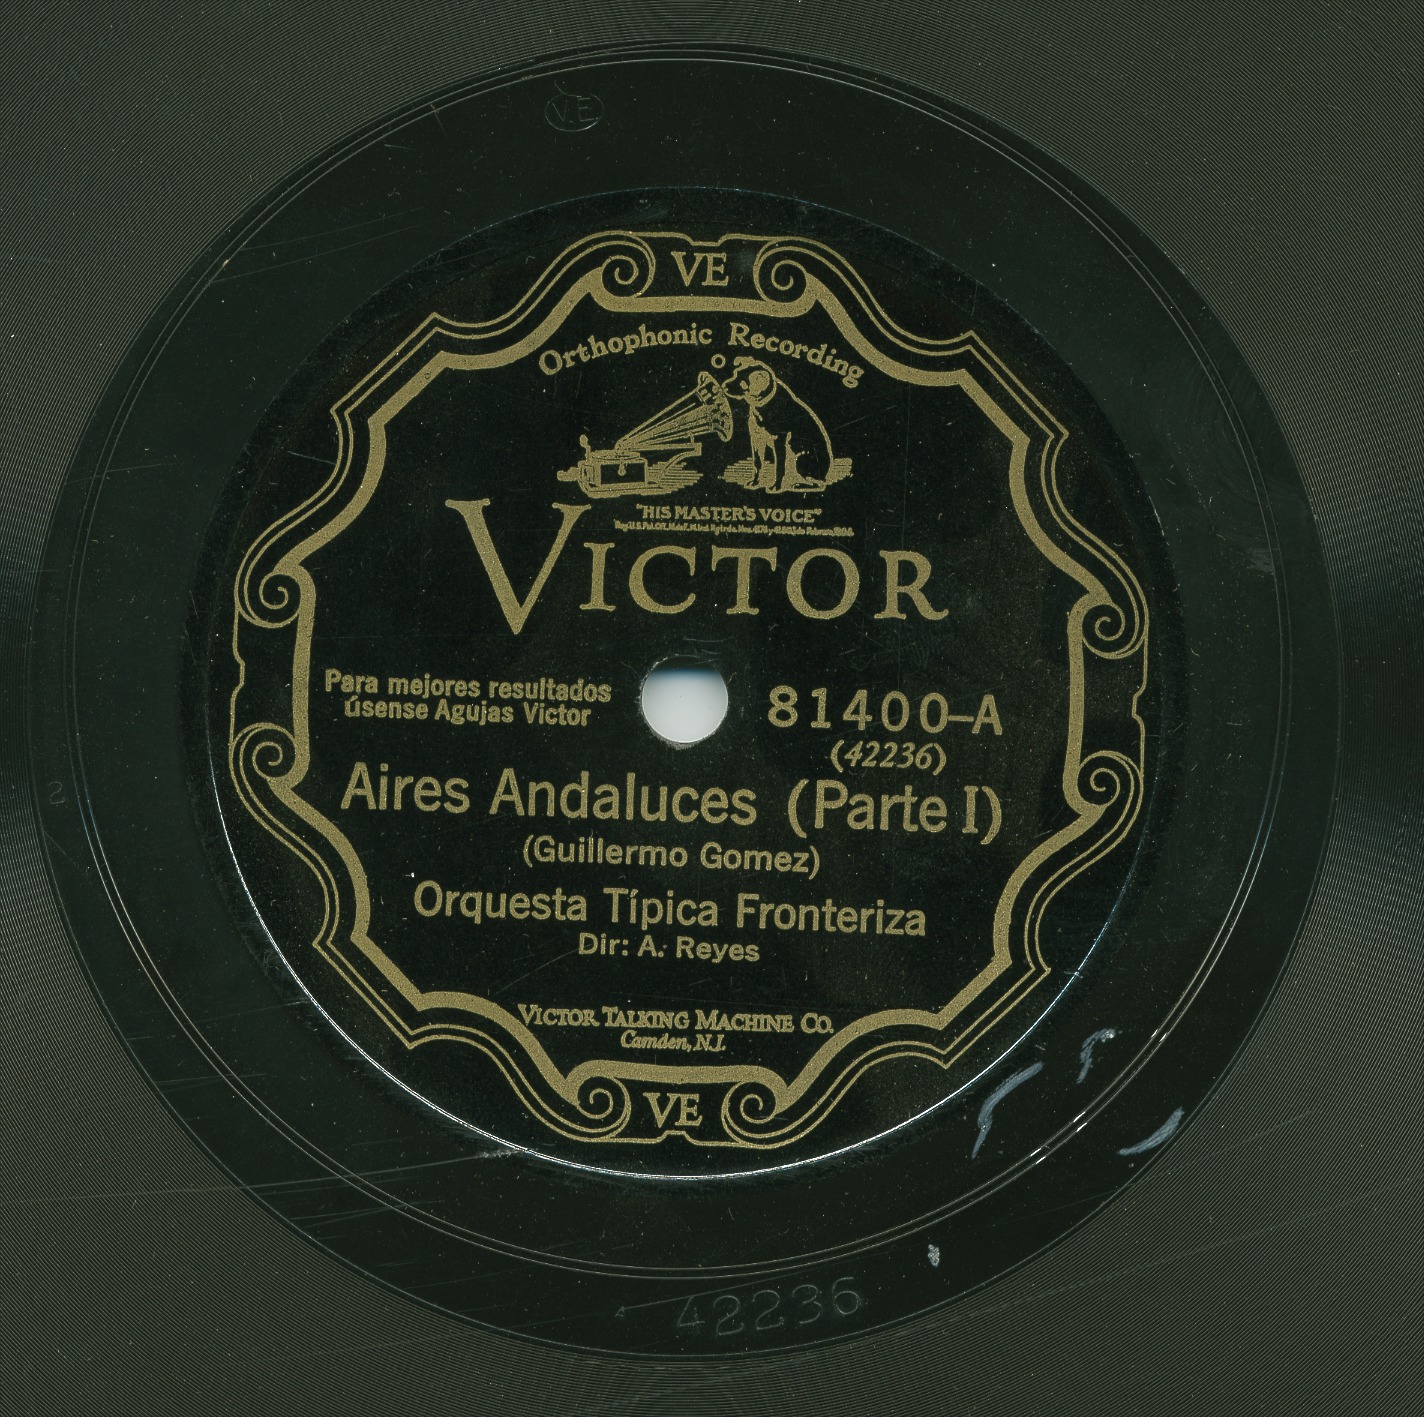 VE
VE
Orthophonic Recording
"HIS MASTER'S VOICE"
VICTOR
Para mejores resultados
úsense Agujas Victor
81400-A
(42236)
Aires Andaluces (Parte I)
(Guillermo Gomez)
Orquesta Típica Fronteriza
Dir: A. Reyes
VICTOR TALKING MACHINE CO.
Camden, N.J.
VE
42236
2